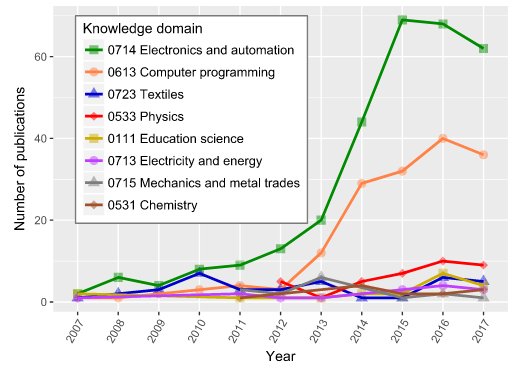 Knowledge domain
0714 Electronics and automation
0613 Computer programming
0723 Textiles
0533 Physics
0111 Education science
0713 Electricity and energy
0715 Mechanics and metal trades
0531 Chemistry
Number of publications
60
40
20
0
2007 2008 2009 2010 2011 2012 2013 2014 2015 2016 2017
Year